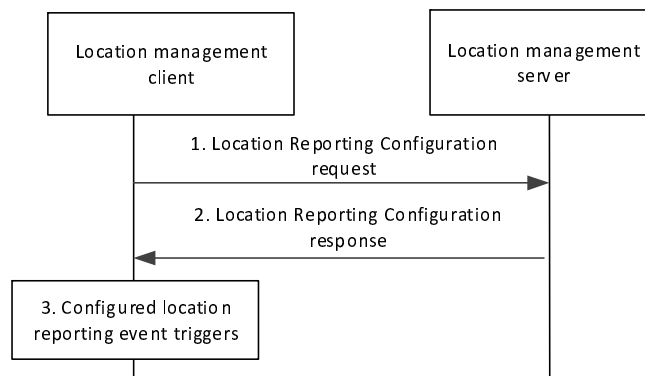 Location management
client
Location management
server
1. Location Reporting Configuration
request
2. Location Reporting Configuration
response
3. Configured location
reporting event triggers